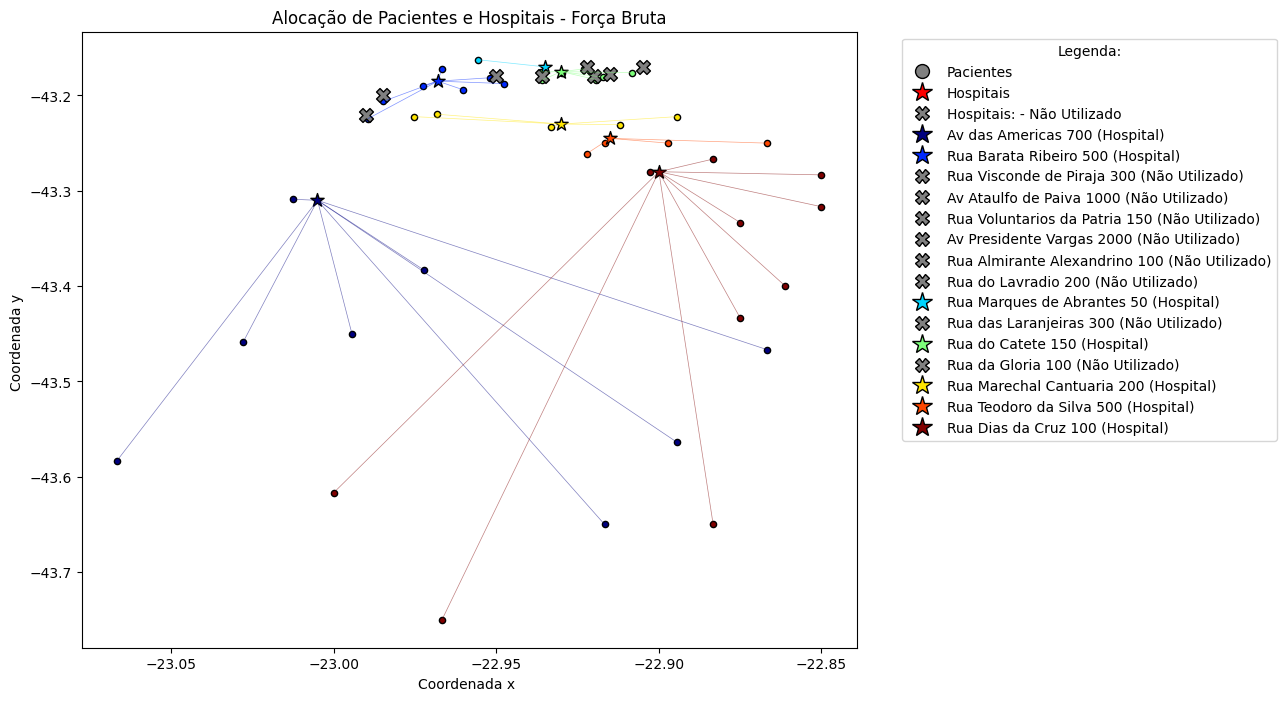 Alocação de Pacientes e Hospitais - Força Bruta
Coordenada y
−43.2
−43.3
−43.4
−43.5
−43.6
−43.7
−23.05
−23.00
−22.95
−22.90
−22.85
Coordenada x
Legenda:
Pacientes
Hospitais
Hospitais: - Não Utilizado
Av das Americas 700 (Hospital)
Rua Barata Ribeiro 500 (Hospital)
Rua Visconde de Piraja 300 (Não Utilizado)
Av Ataulfo de Paiva 1000 (Não Utilizado)
Rua Voluntarios da Patria 150 (Não Utilizado)
Av Presidente Vargas 2000 (Não Utilizado)
Rua Almirante Alexandrino 100 (Não Utilizado)
Rua do Lavradio 200 (Não Utilizado)
Rua Marques de Abrantes 50 (Hospital)
Rua das Laranjeiras 300 (Não Utilizado)
Rua do Catete 150 (Hospital)
Rua da Gloria 100 (Não Utilizado)
Rua Marechal Cantuaria 200 (Hospital)
Rua Teodoro da Silva 500 (Hospital)
Rua Dias da Cruz 100 (Hospital)